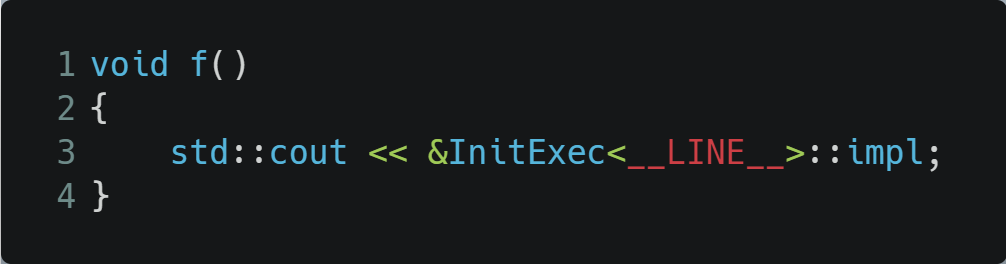 1 void f()
2 {
3     std::cout << &InitExec<__LINE__>::impl;
4 }